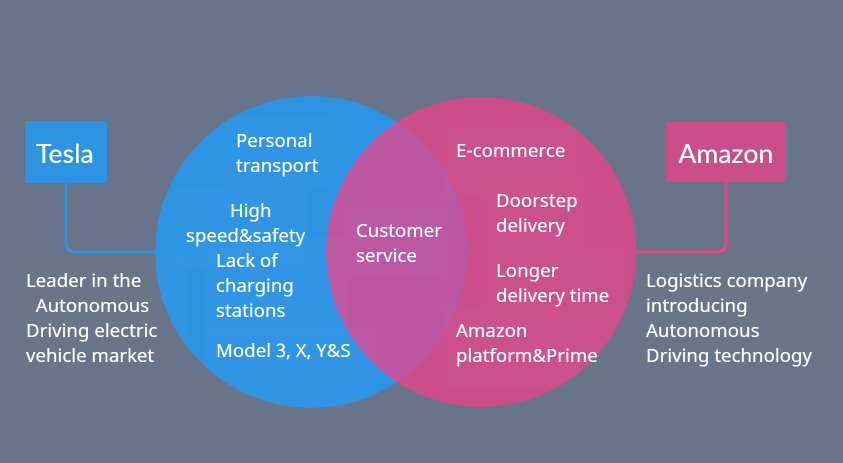 Tesla
Leader in the
Autonomous
Driving electric
vehicle market
Personal
transport
High
speed&safety
Lack of
charging
stations
Model 3, X, Y&S
Customer
service
E-commerce
Doorstep
delivery
Longer
delivery time
Amazon
platform&Prime
Amazon
Logistics company
introducing
Autonomous
Driving technology